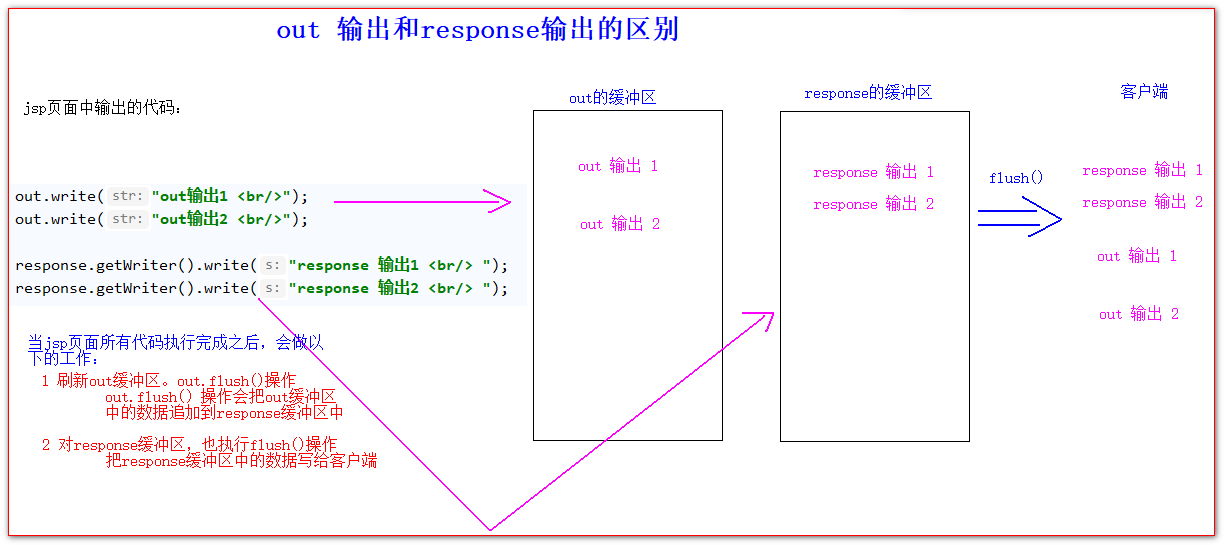 out 输出和response输出的区别
jsp页面中输出的代码：
out.write( str: "out输出1 <br/>");
out.write( str: "out输出2 <br/>");
response.getWriter().write( s: "response 输出1 <br/> ");
response.getWriter().write( s: "response 输出2 <br/> ");
当jsp页面所有代码执行完成之后，会做以
下的工作：
1 刷新out缓冲区。out.flush()操作
out.flush() 操作会把out缓冲区
中的数据追加到response缓冲区中
2 对response缓冲区，也执行flush()操作
把response缓冲区中的数据写给客户端
out的缓冲区
out 输出 1
out 输出 2
response的缓冲区
response 输出 1
response 输出 2
flush()
客户端
response 输出 1
response 输出 2
out 输出 1
out 输出 2